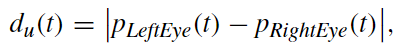 d_u(t) = |p_{LeftEye}(t) − p_{RightEye}(t)|,